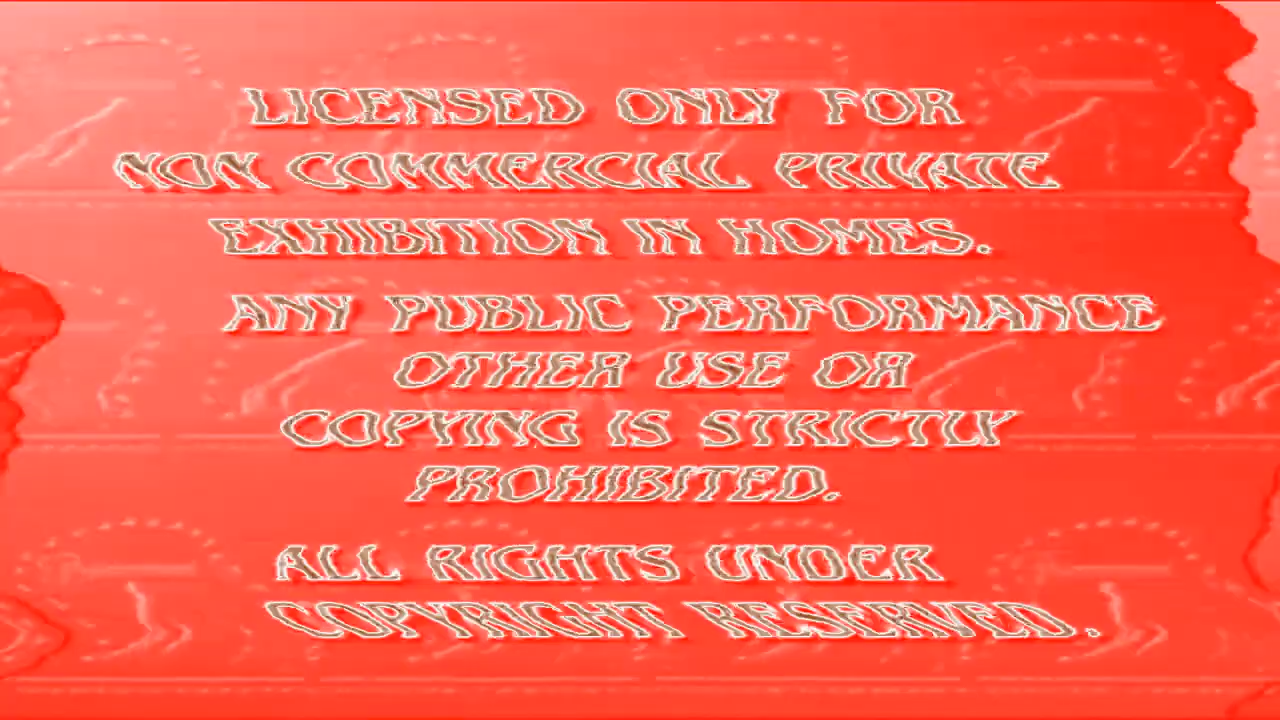 LICENSED ONLY FOR
NON COMMERCIAL PRIVATE
EXHIBITION IN HOMES.
ANY PUBLIC PERFORMANCE
OTHER USE OR
COPYING IS STRICTLY
PROHIBITED.
ALL RIGHTS UNDER
COPYRIGHT RESERVED.